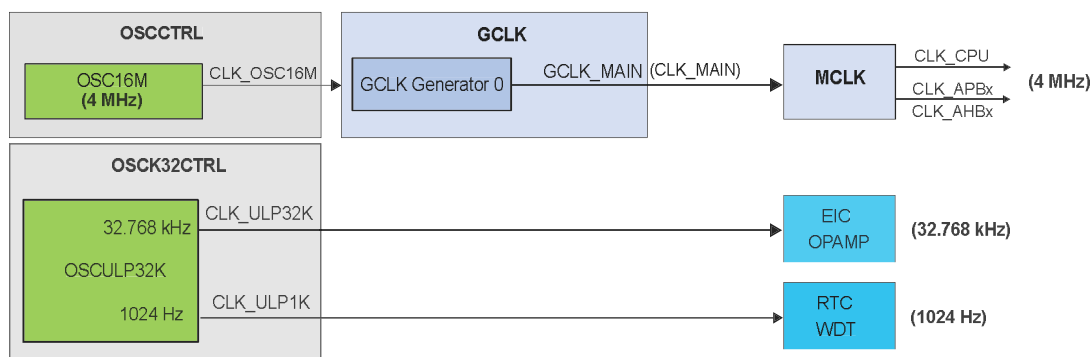 OSCCTRL
OSC16M
(4 MHz)
CLK_OSC16M
GCLK
GCLK Generator 0
GCLK_MAIN (CLK_MAIN)
MCLK
CLK_CPU
CLK_APBx
CLK_AHBx
(4 MHz)
OSCK32CTRL
32.768 kHz
OSCULP32K
1024 Hz
CLK_ULP32K
EIC
OPAMP
(32.768 kHz)
CLK_ULP1K
RTC
WDT
(1024 Hz)